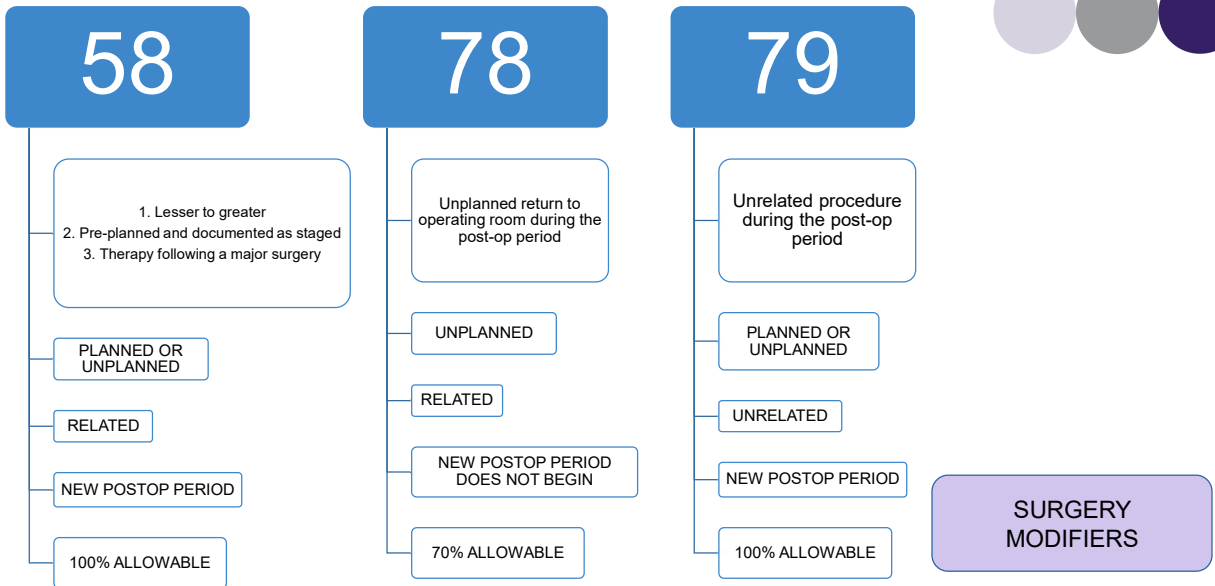 58
1. Lesser to greater
2. Pre-planned and documented as staged
3. Therapy following a major surgery
PLANNED OR
UNPLANNED
RELATED
NEW POSTOP PERIOD
100% ALLOWABLE
78
Unplanned return to
operating room during the
post-op period
UNPLANNED
RELATED
NEW POSTOP PERIOD
DOES NOT BEGIN
70% ALLOWABLE
79
Unrelated procedure
during the post-op
period
PLANNED OR
UNPLANNED
UNRELATED
NEW POSTOP PERIOD
100% ALLOWABLE
SURGERY
MODIFIERS